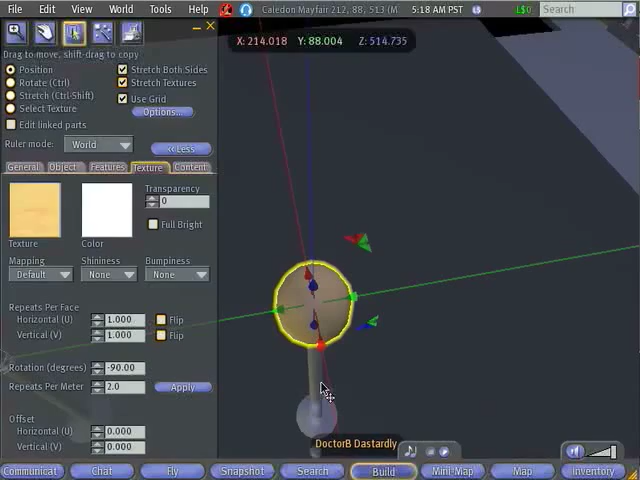 File Edit View World Tools Help Caledon Mayfair 212, 88, 513 (M 5:18 AM PST L$0 Search
X: 214.018 Y: 88.004 Z: 514.735
Drag to move, shift-drag to copy
Position
Stretch Both Sides
Rotate (Ctrl)
Stretch Textures
Stretch (Ctrl-Shift)
Use Grid
Select Texture
Options...
Edit linked parts
Ruler mode: World
<< Less
General Object Features Texture Content
Transparency
0
Full Bright
Texture Color
Mapping Shininess Bumpiness
Default None None
Repeats Per Face
Horizontal (U) 1.000 Flip
Vertical (V) 1.000 Flip
Rotation (degrees) -90.00
Repeats Per Meter 2.0 Apply
Offset
Horizontal (U) 0.000
Vertical (V) 0.000
DoctorB Dastardly
Communicat Chat Fly Snapshot Search Build Mini-Map Map Inventory